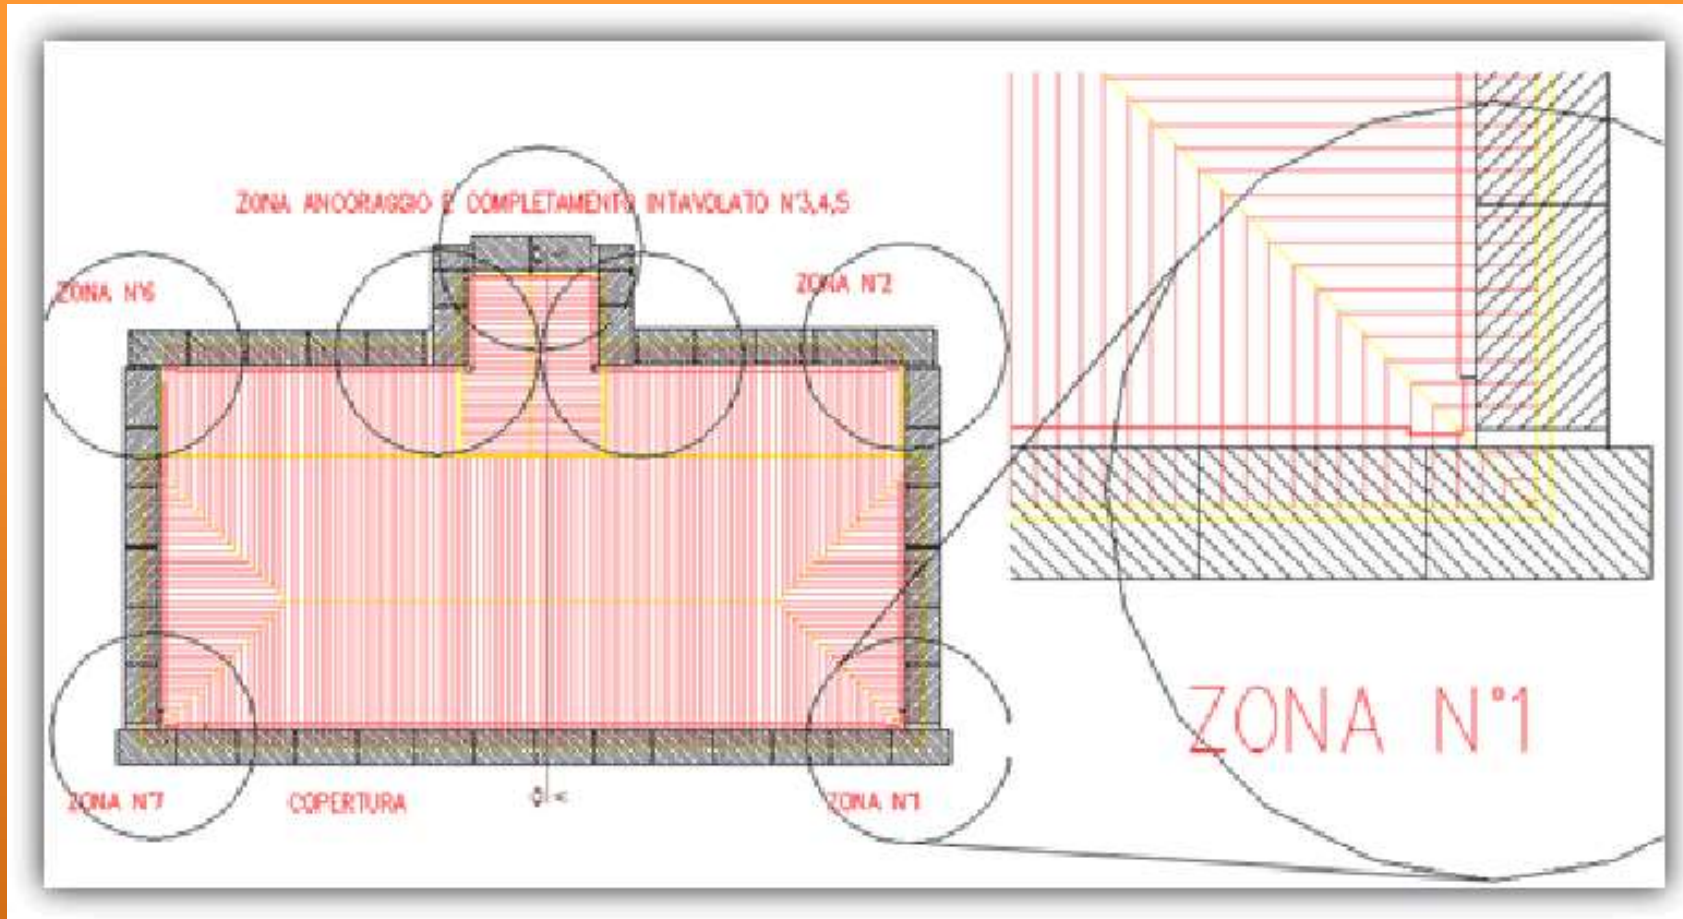 ZONA ANCORAGGIO E COMPLETAMENTO INTAVOLATO N°3,4,5
ZONA N°6
ZONA N°2
ZONA N°7
COPERTURA
ZONA N°1
ZONA N°1